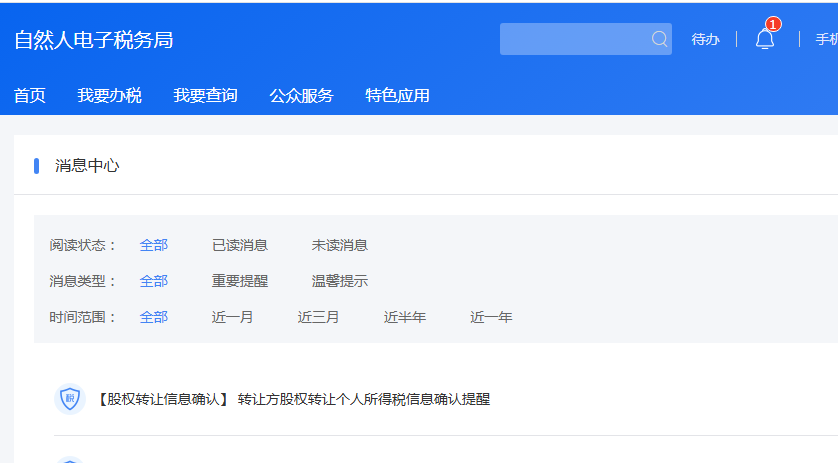 自然人电子税务局
待办
1
手机
首页 我要办税 我要查询 公众服务 特色应用
消息中心
阅读状态： 全部 已读消息 未读消息
消息类型： 全部 重要提醒 温馨提示
时间范围： 全部 近一月 近三月 近半年 近一年
税 【股权转让信息确认】 转让方股权转让个人所得税信息确认提醒